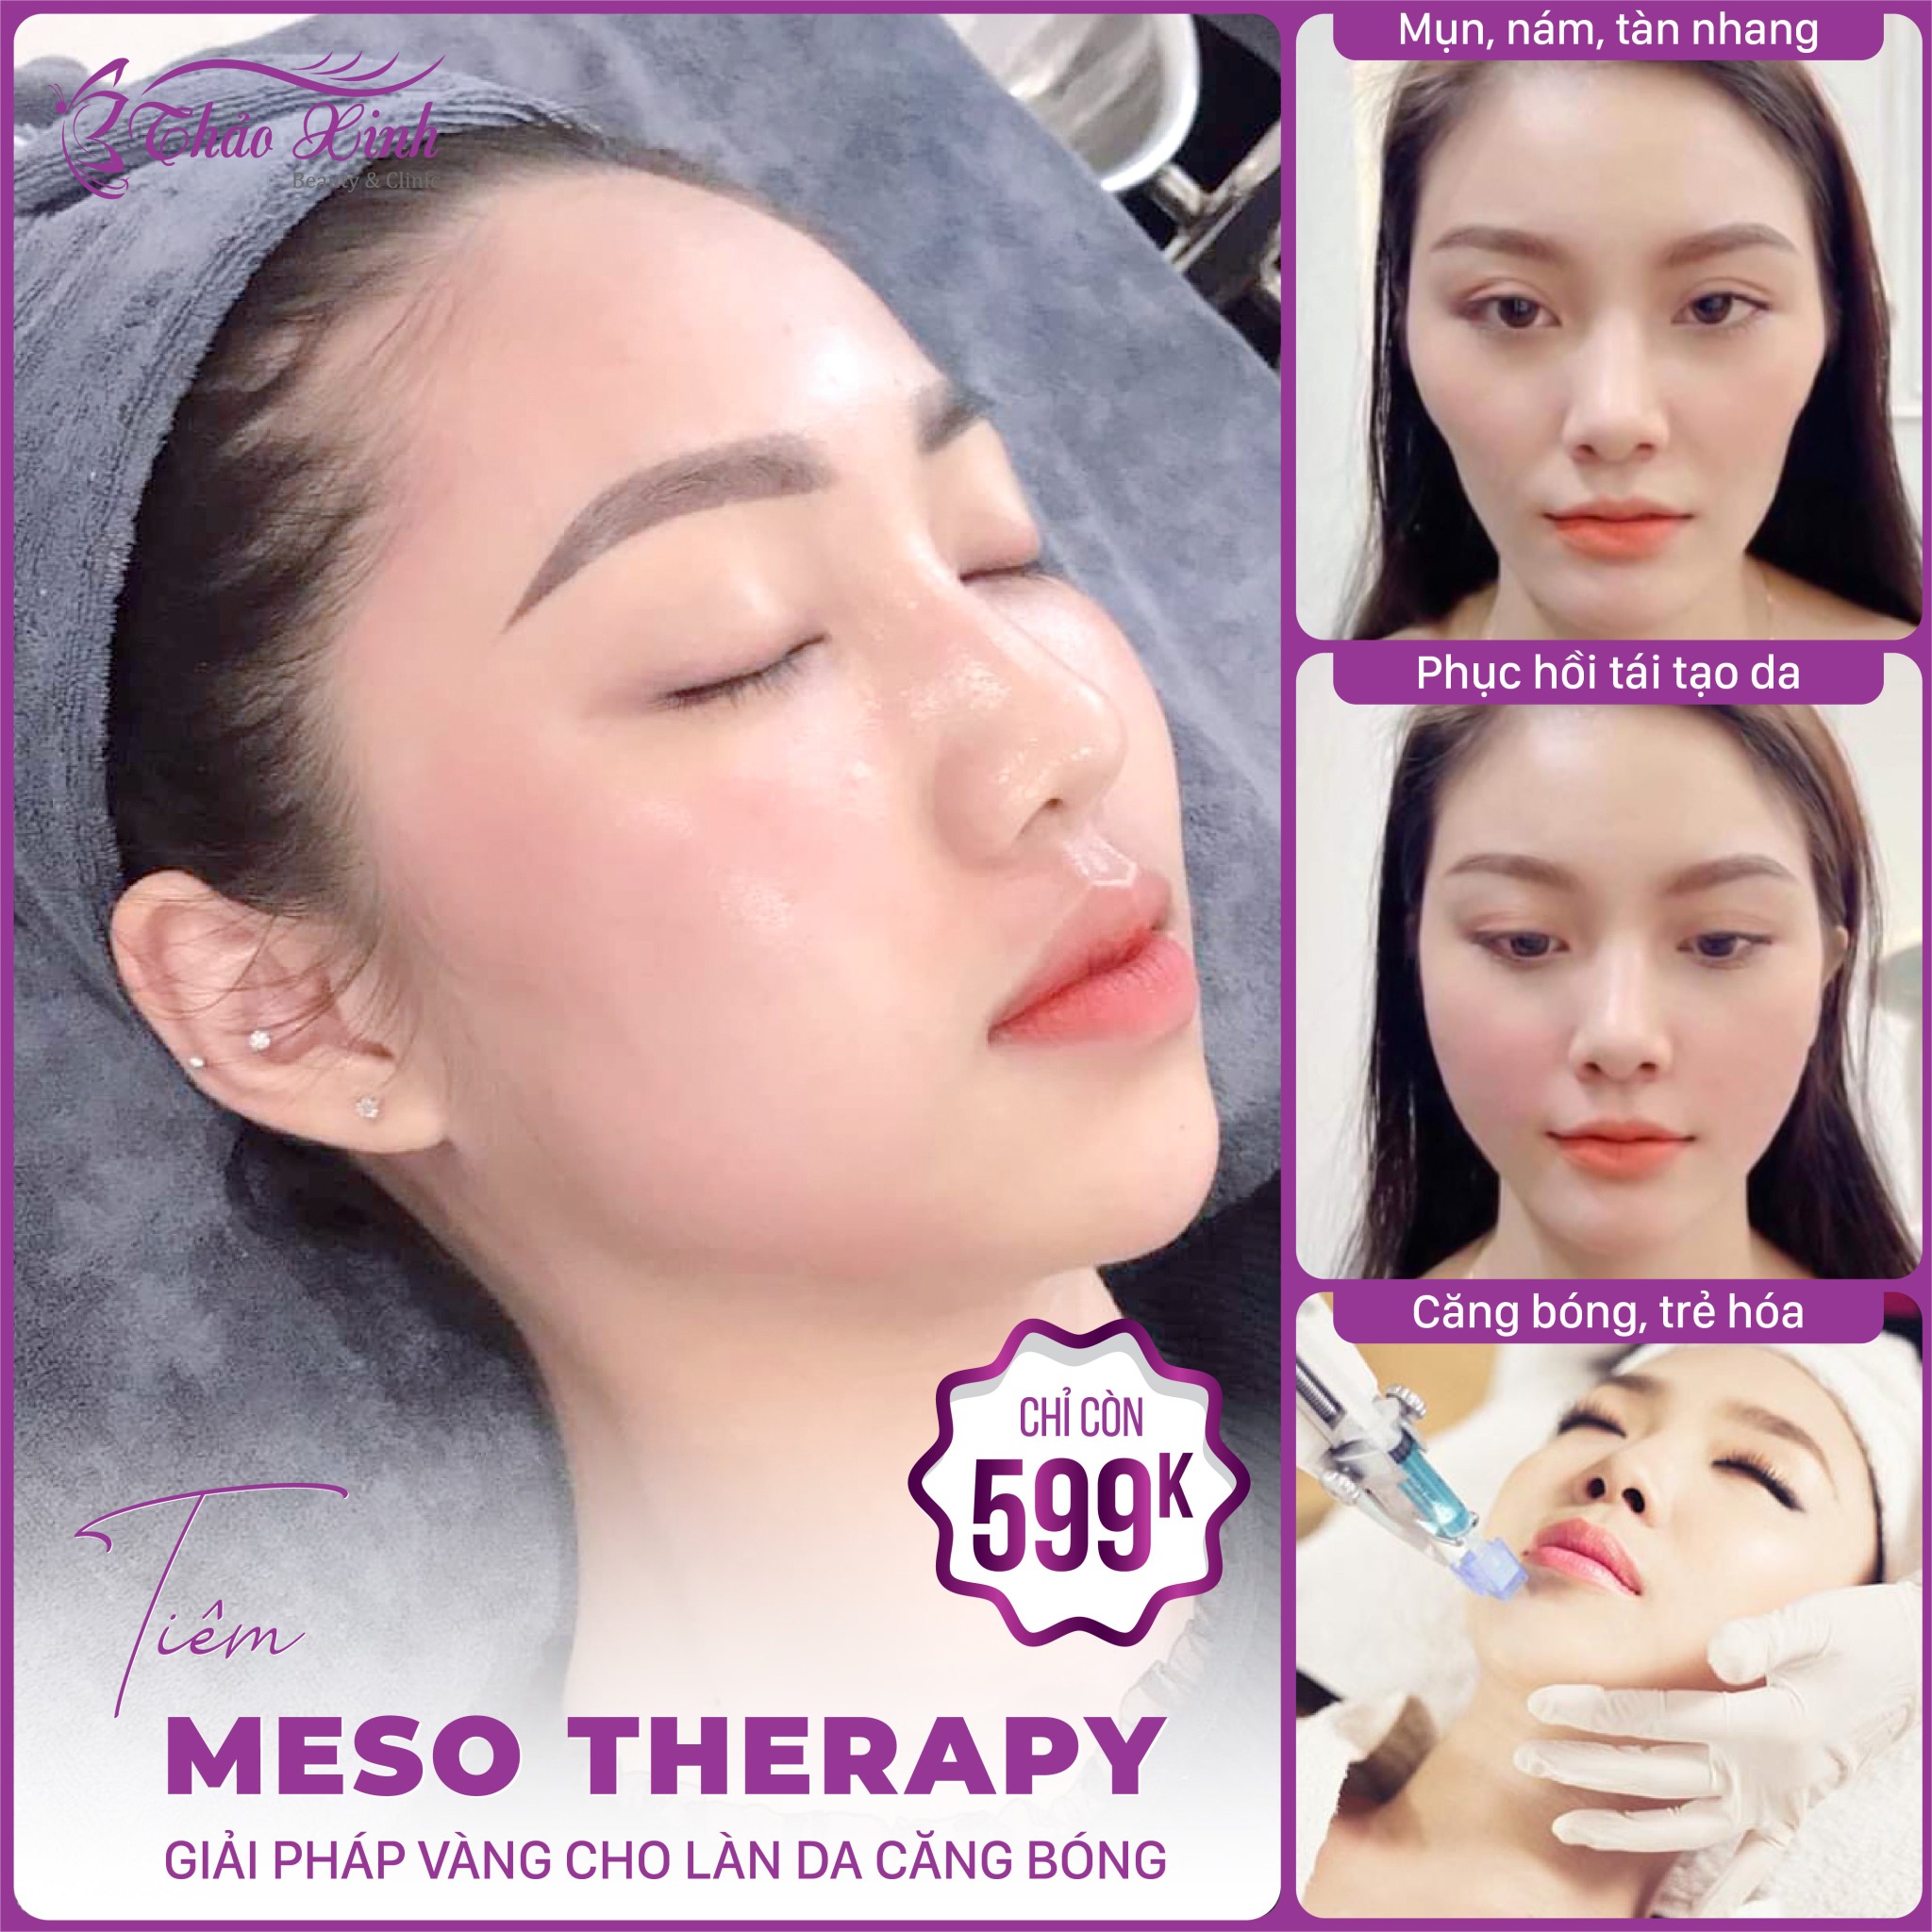 Thảo Xinh
Beauty & Clinic
CHỈ CÒN
599K
Tiêm
MESO THERAPY
GIẢI PHÁP VÀNG CHO LÀN DA CĂNG BÓNG
Mụn, nám, tàn nhang
Phục hồi tái tạo da
Căng bóng, trẻ hóa